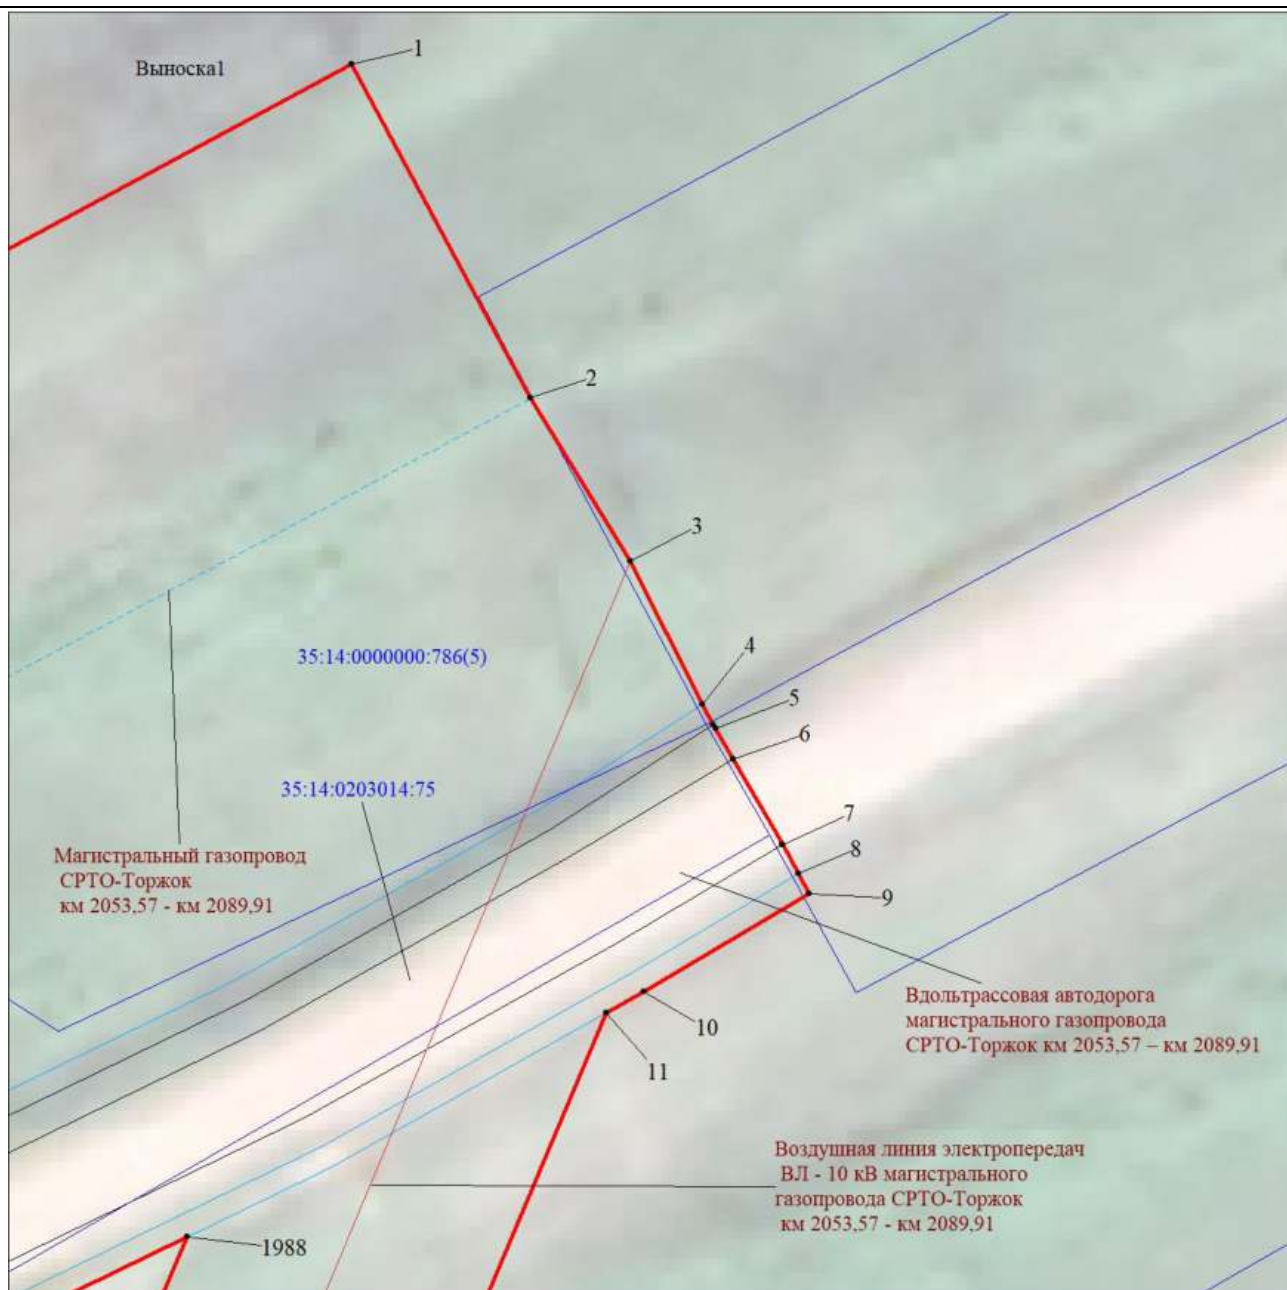 Выноска1
1
2
3
35:14:0000000:786(5)
4
5
6
35:14:0203014:75
7
8
9
Магистральный газопровод
СРТО-Торжок
км 2053,57 - км 2089,91
Вдольтрассовая автодорога
магистрального газопровода
СРТО-Торжок км 2053,57 – км 2089,91
10
11
Воздушная линия электропередач
ВЛ - 10 кВ магистрального
газопровода СРТО-Торжок
км 2053,57 - км 2089,91
1988